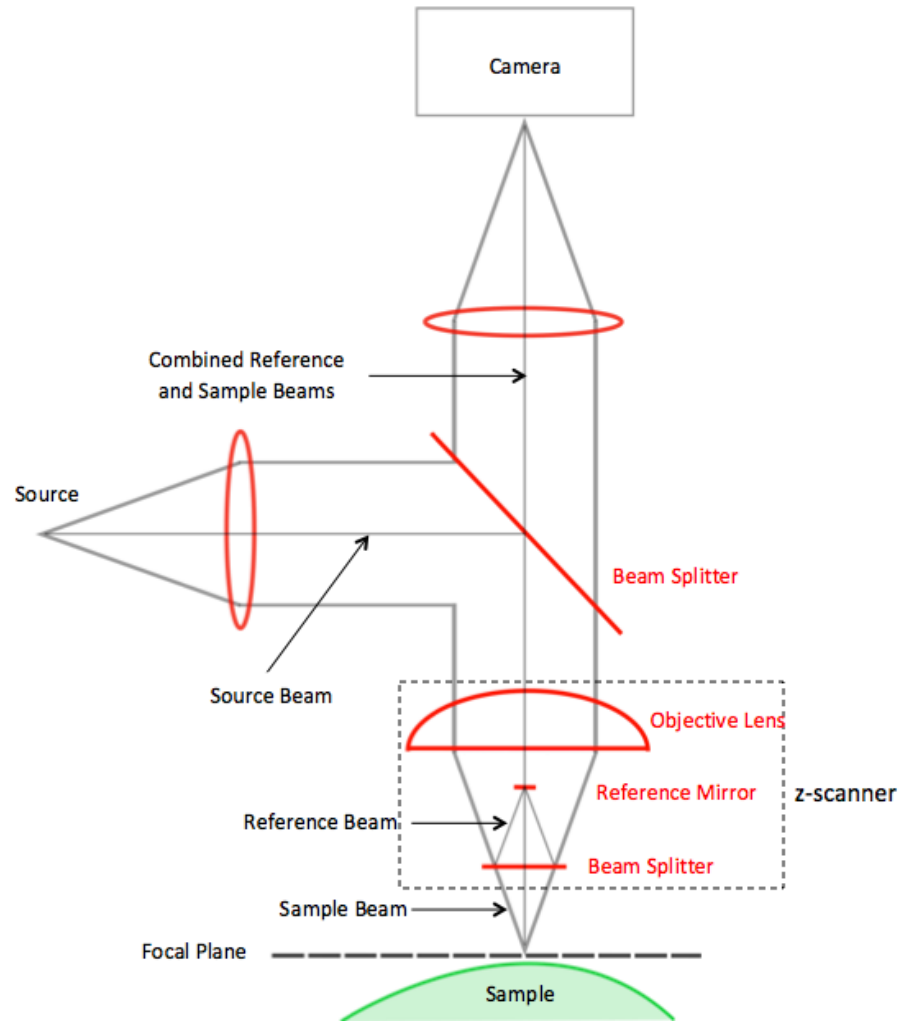 Camera
Combined Reference
and Sample Beams
Source
Beam Splitter
Source Beam
Objective Lens
Reference Mirror
z-scanner
Reference Beam
Beam Splitter
Sample Beam
Focal Plane
Sample